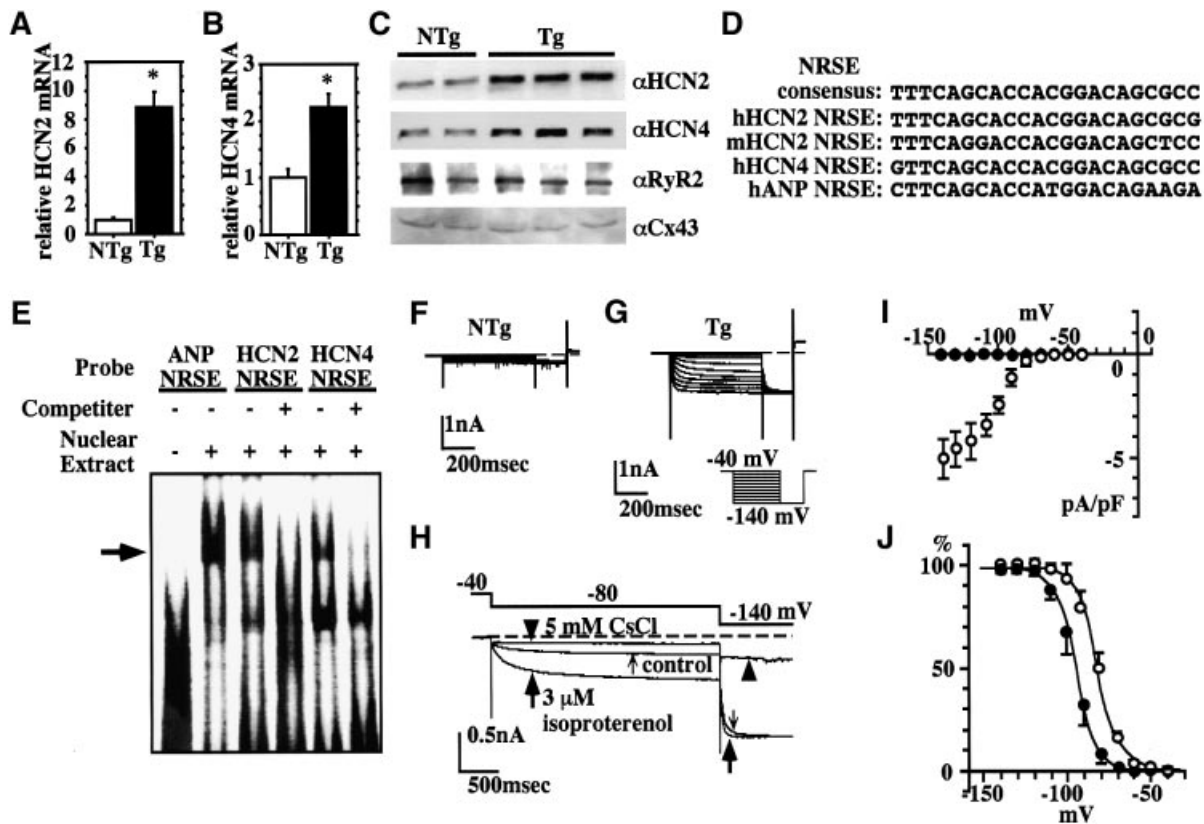 A
relative HCN2 mRNA
12
10
8
6
4
2
0
*
NTg
Tg
B
relative HCN4 mRNA
3
2
1
0
*
NTg
Tg
C
NTg
Tg
αHCN2
αHCN4
αRyR2
αCx43
D
NRSE
consensus: TTTCAGCACCACGGACAGCGCC
hHCN2 NRSE: TTTCAGCACCACGGACAGCGCG
mHCN2 NRSE: TTTCAGCACCACGGACAGCTCC
hHCN4 NRSE: GTTCAGGACCACGGACAGCGCC
hANP NRSE: CTTCAGCACCATGGACAGAAGA
E
Probe
ANP
NRSE
HCN2
NRSE
HCN4
NRSE
Competiter - - - + - +
Nuclear
Extract - + + + + +
F
NTg
1nA
200msec
G
Tg
1nA
200msec
-40 mV
-140 mV
H
-40
-80
-140 mV
5 mM CsCl
control
3 μM
isoproterenol
0.5nA
500msec
I
mV
-150
-100
-50
0
0
-5
pA/pF
J
%
100
50
0
-150
-100
-50
mV